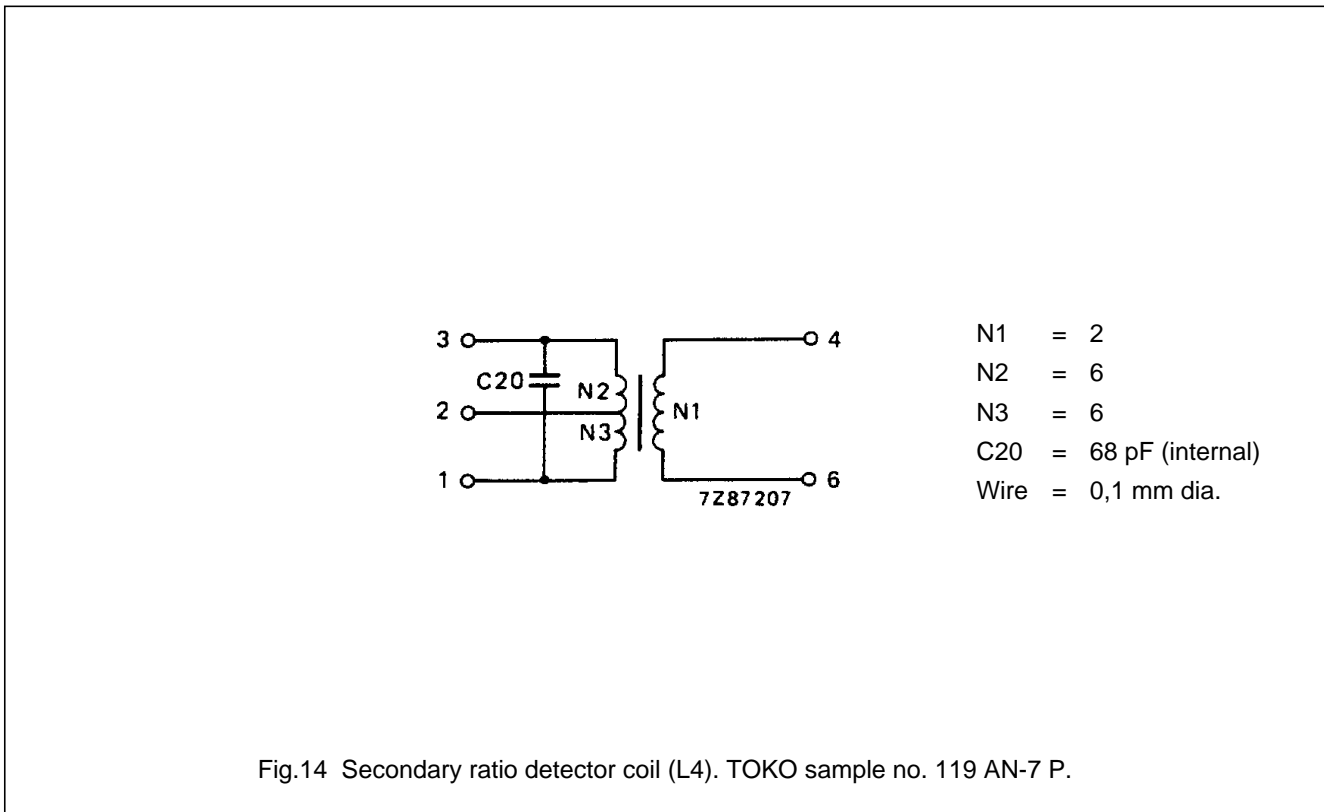 3
4
C20
N2
N1
2
N3
1
6
7Z87207
N1 = 2
N2 = 6
N3 = 6
C20 = 68 pF (internal)
Wire = 0,1 mm dia.
Fig.14 Secondary ratio detector coil (L4). TOKO sample no. 119 AN-7 P.